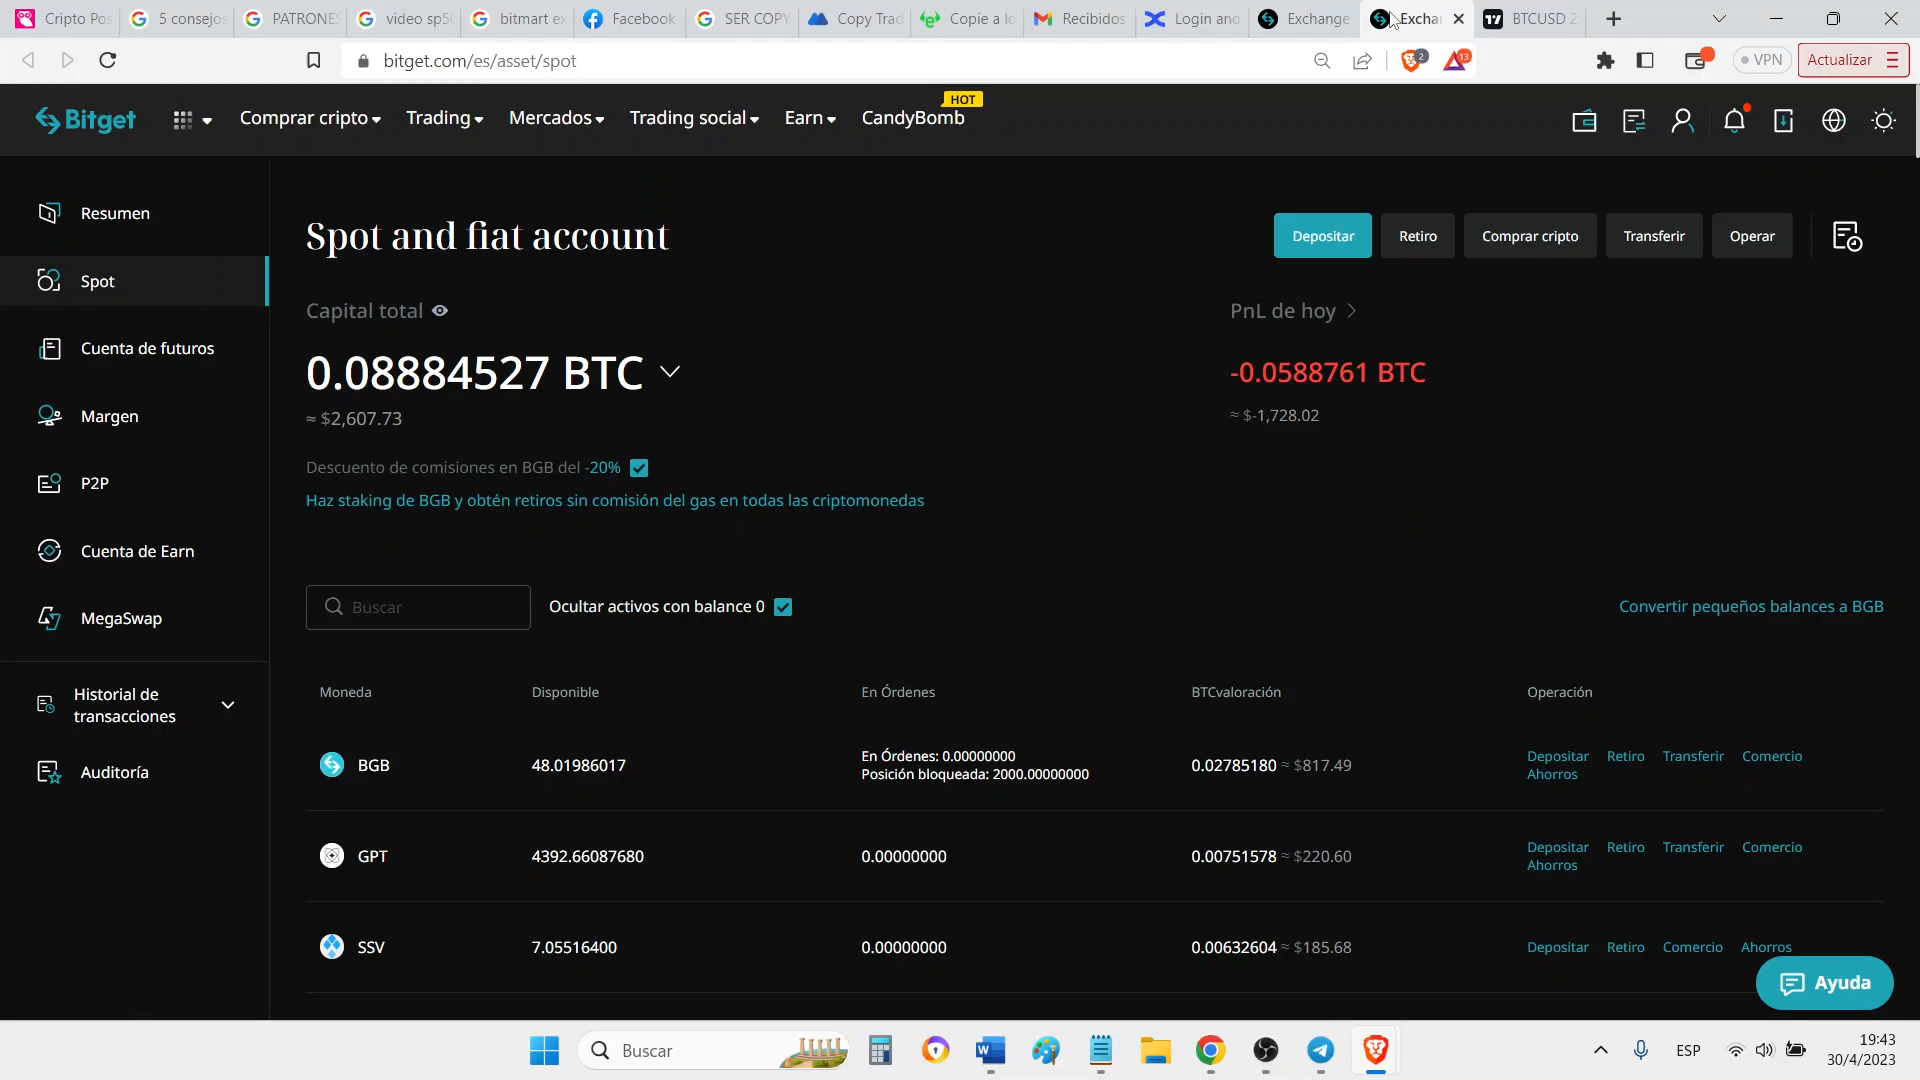 Cripto Pos
5 consejos
PATRONES
video sp50
bitmart ex
Facebook
SER COPY
Copy Trad
Copie a lo
Recibidos
Login and
Exchange
Exchan
BTCUSD 2
bitget.com/es/asset/spot
2
13
VPN
Actualizar
Bitget
Comprar cripto
Trading
Mercados
Trading social
Earn
CandyBomb
HOT
Resumen
Spot
Cuenta de futuros
Margen
P2P
Cuenta de Earn
MegaSwap
Historial de
transacciones
Auditoría
Spot and fiat account
Depositar
Retiro
Comprar cripto
Transferir
Operar
Capital total
PnL de hoy
0.08884527 BTC
-0.0588761 BTC
≈ $2,607.73
≈ $-1,728.02
Descuento de comisiones en BGB del -20%
Haz staking de BGB y obtén retiros sin comisión del gas en todas las criptomonedas
Buscar
Ocultar activos con balance 0
Convertir pequeños balances a BGB
Moneda
Disponible
En Órdenes
BTCvaloración
Operación
BGB
48.01986017
En Órdenes: 0.00000000
Posición bloqueada: 2000.00000000
0.02785180 ≈ $817.49
Depositar Retiro Transferir Comercio
Ahorros
GPT
4392.66087680
0.00000000
0.00751578 ≈ $220.60
Depositar Retiro Transferir Comercio
Ahorros
SSV
7.05516400
0.00000000
0.00632604 ≈ $185.68
Depositar Retiro Comercio Ahorros
Ayuda
Buscar
ESP
19:43
30/4/2023